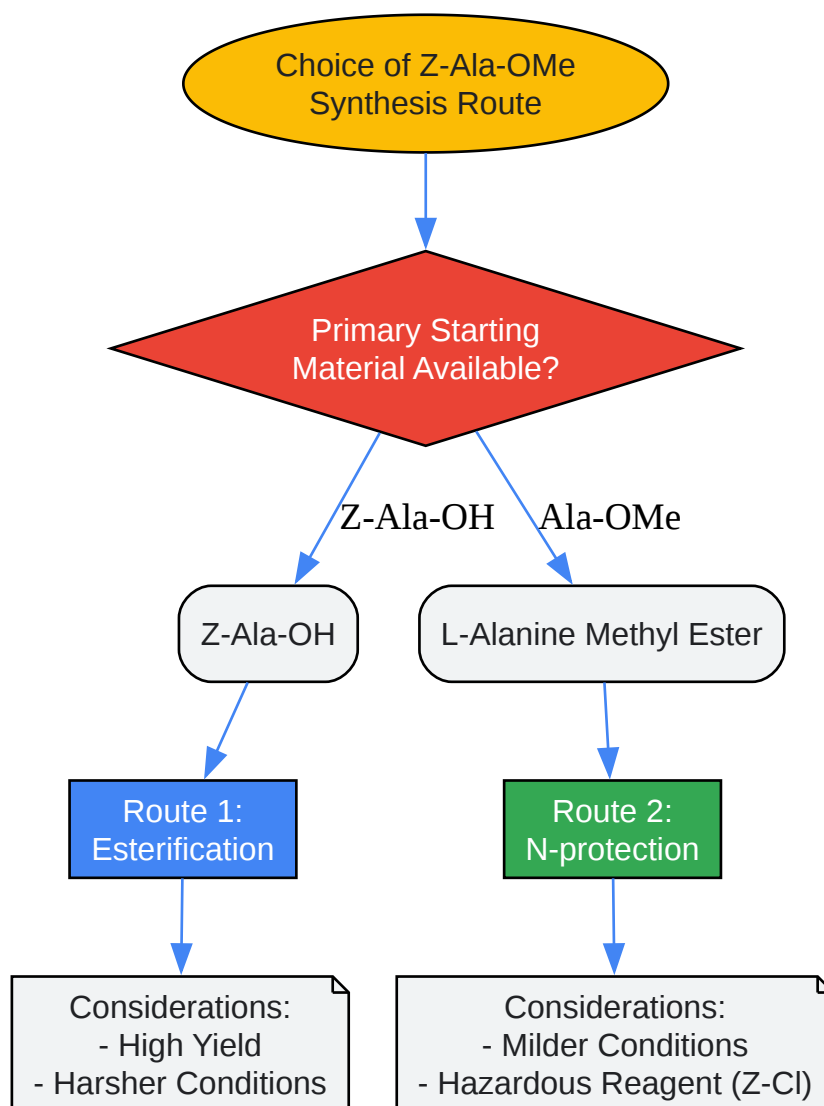 Choice of Z-Ala-OMe
Synthesis Route
Primary Starting
Material Available?
Z-Ala-OH
Ala-OMe
Z-Ala-OH
L-Alanine Methyl Ester
Route 1:
Esterification
Route 2:
N-protection
Considerations:
- High Yield
- Harsher Conditions
Considerations:
- Milder Conditions
- Hazardous Reagent (Z-Cl)